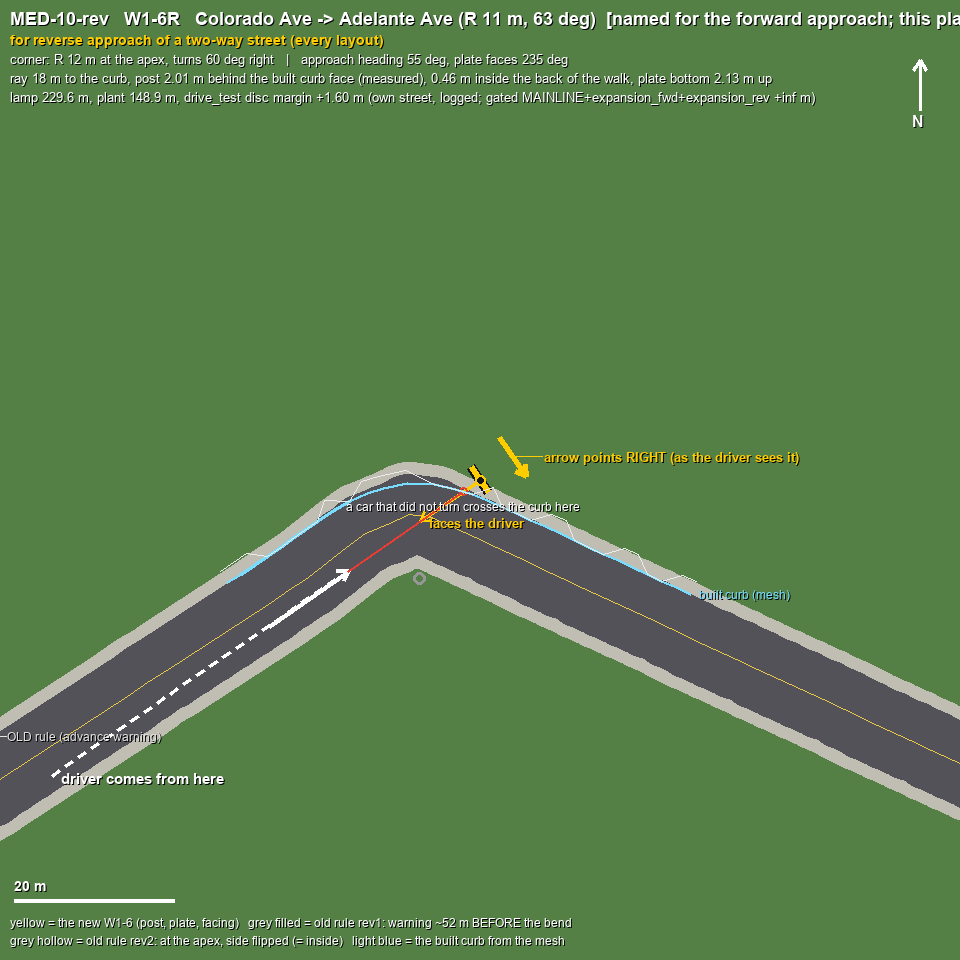 MED-10-rev   W1-6R   Colorado Ave -> Adelante Ave (R 11 m, 63 deg)  [named for the forward approach; this pla
for reverse approach of a two-way street (every layout)
corner: R 12 m at the apex, turns 60 deg right   |   approach heading 55 deg, plate faces 235 deg
ray 18 m to the curb, post 2.01 m behind the built curb face (measured), 0.46 m inside the back of the walk, plate bottom 2.13 m up
lamp 229.6 m, plant 148.9 m, drive_test disc margin +1.60 m (own street, logged; gated MAINLINE+expansion_fwd+expansion_rev +inf m)
N
arrow points RIGHT (as the driver sees it)
a car that did not turn crosses the curb here
faces the driver
built curb (mesh)
OLD rule (advance warning)
driver comes from here
20 m
yellow = the new W1-6 (post, plate, facing)   grey filled = old rule rev1: warning ~52 m BEFORE the bend
grey hollow = old rule rev2: at the apex, side flipped (= inside)   light blue = the built curb from the mesh